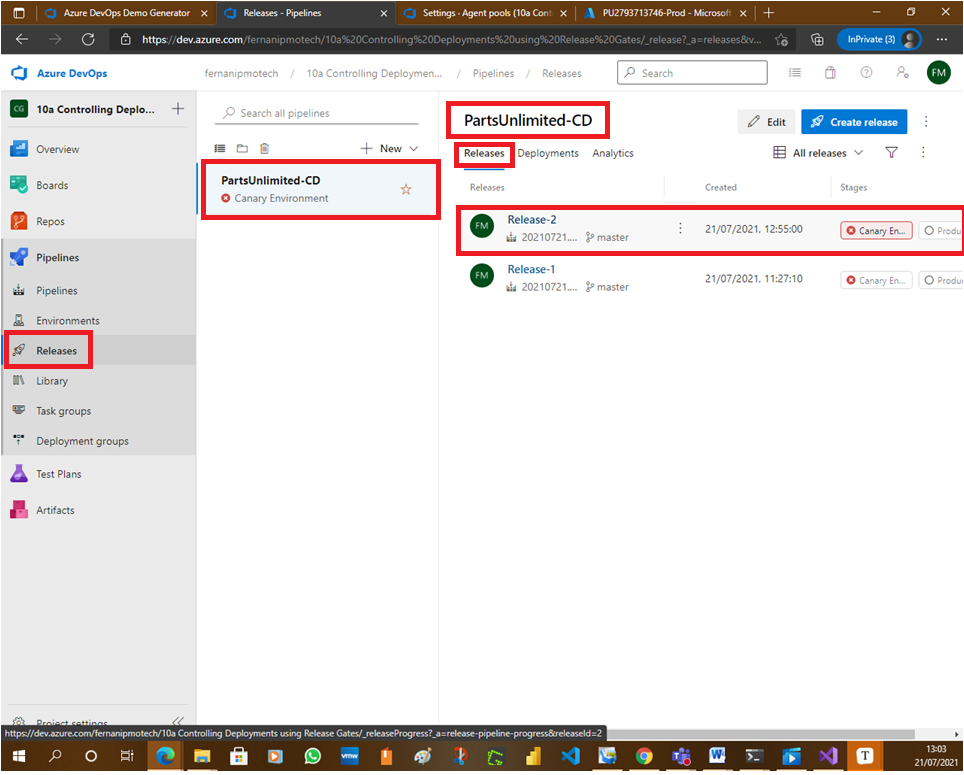 Azure DevOps Demo Generator
Releases - Pipelines
Settings · Agent pools (10a Cont
PU2793713746-Prod - Microsoft
https://dev.azure.com/fernanipmotech/10a%20Controlling%20Deployments%20using%20Release%20Gates/_release?_a=releases&v...
InPrivate (3)
Azure DevOps
fernanipmotech / 10a Controlling Deploymen... / Pipelines / Releases
Search
FM
CG
10a Controlling Deplo...
Overview
Boards
Repos
Pipelines
Pipelines
Environments
Releases
Library
Task groups
Deployment groups
Test Plans
Artifacts
Project settings
Search all pipelines
New
PartsUnlimited-CD
Canary Environment
PartsUnlimited-CD
Edit
Create release
Releases
Deployments
Analytics
All releases
Releases
Created
Stages
FM
Release-2
20210721....
master
21/07/2021, 12:55:00
Canary En...
Produ
FM
Release-1
20210721....
master
21/07/2021, 11:27:10
Canary En...
Produ
https://dev.azure.com/fernanipmotech/10a Controlling Deployments using Release Gates/_releaseProgress?_a=release-pipeline-progress&releaseId=2
vmw
T
13:03
21/07/2021